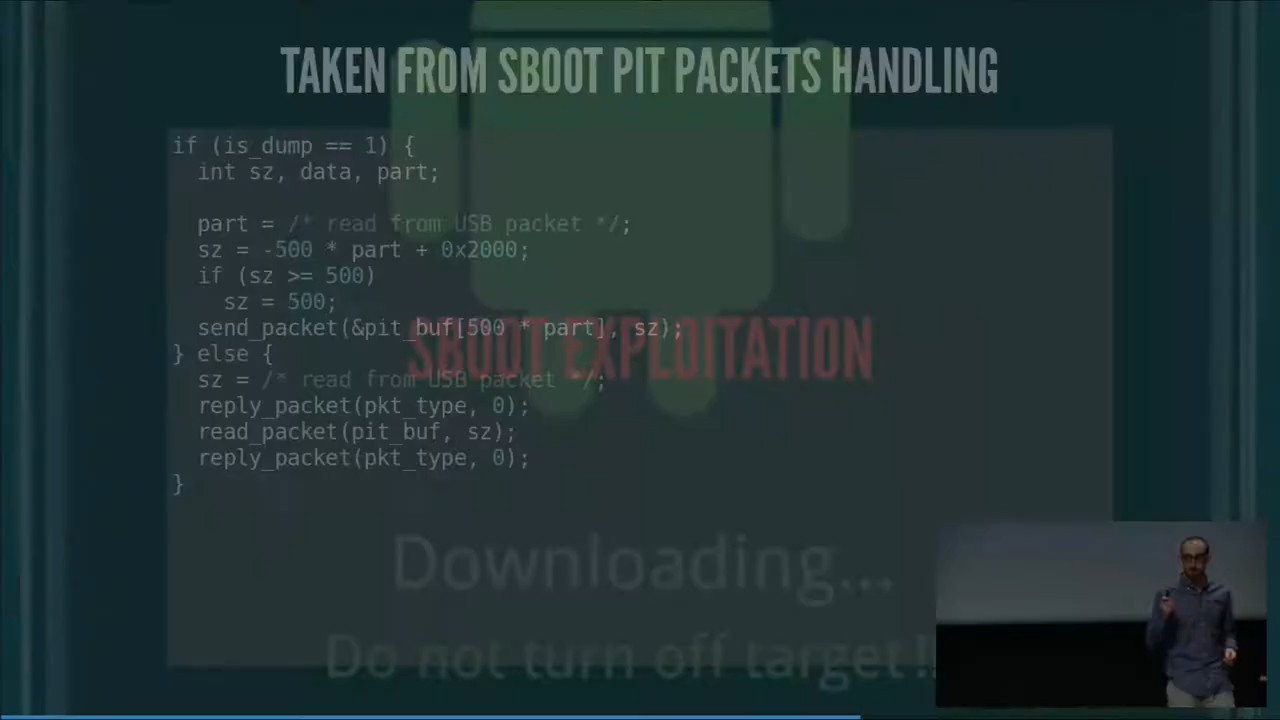 TAKEN FROM SBOOT PIT PACKETS HANDLING
if (is_dump == 1) {
int sz, data, part;
part = /* read from USB packet */;
sz = -500 * part + 0x2000;
if (sz >= 500)
sz = 500;
send_packet(&pit_buf[500 * part], sz);
SBOOT EXPLOITATION
} else {
sz = /* read from USB packet */;
reply_packet(pkt_type, 0);
read_packet(pit_buf, sz);
reply_packet(pkt_type, 0);
}
Downloading...
Do not turn off target!!